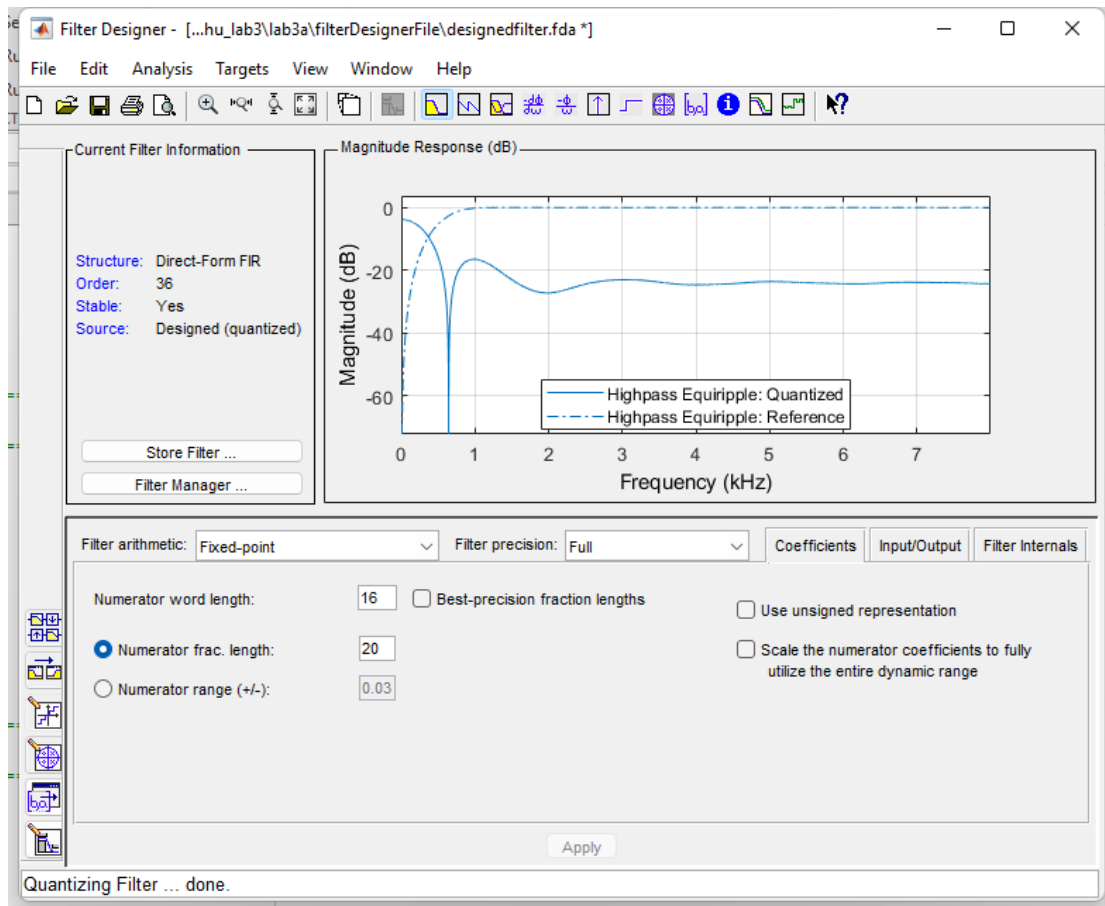 Filter Designer - [...hu_lab3\lab3a\filterDesignerFile\designedfilter.fda *]
File Edit Analysis Targets View Window Help
Current Filter Information
Structure: Direct-Form FIR
Order: 36
Stable: Yes
Source: Designed (quantized)
Store Filter ...
Filter Manager ...
Magnitude Response (dB)
0
-20
-40
-60
Magnitude (dB)
Highpass Equiripple: Quantized
Highpass Equiripple: Reference
0 1 2 3 4 5 6 7
Frequency (kHz)
Filter arithmetic: Fixed-point Filter precision: Full Coefficients Input/Output Filter Internals
Numerator word length: 16 Best-precision fraction lengths
Use unsigned representation
Numerator frac. length: 20
Scale the numerator coefficients to fully
utilize the entire dynamic range
Numerator range (+/-): 0.03
Apply
Quantizing Filter ... done.